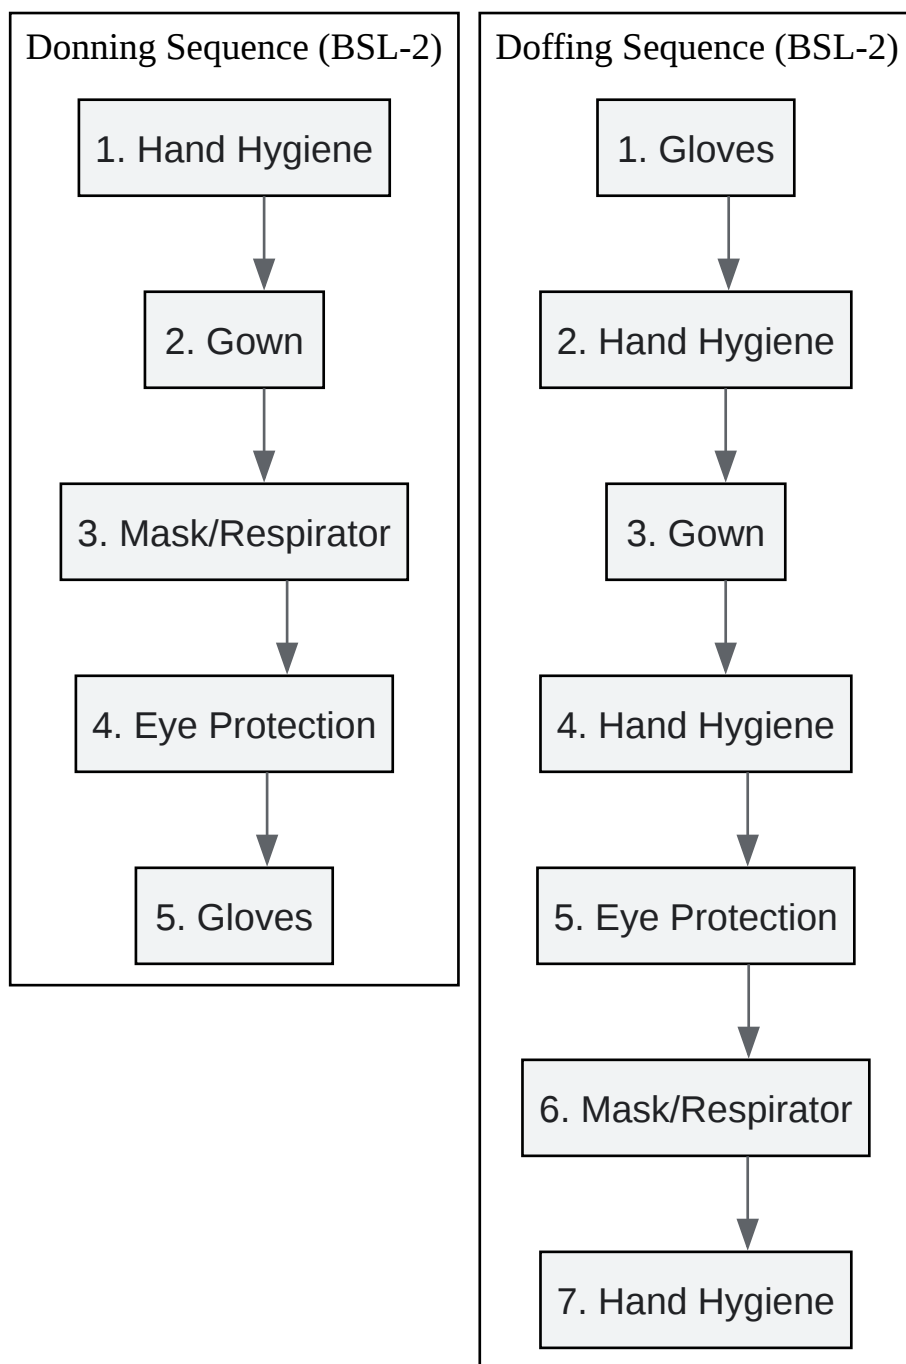 Donning Sequence (BSL-2)
1. Hand Hygiene
2. Gown
3. Mask/Respirator
4. Eye Protection
5. Gloves
Doffing Sequence (BSL-2)
1. Gloves
2. Hand Hygiene
3. Gown
4. Hand Hygiene
5. Eye Protection
6. Mask/Respirator
7. Hand Hygiene